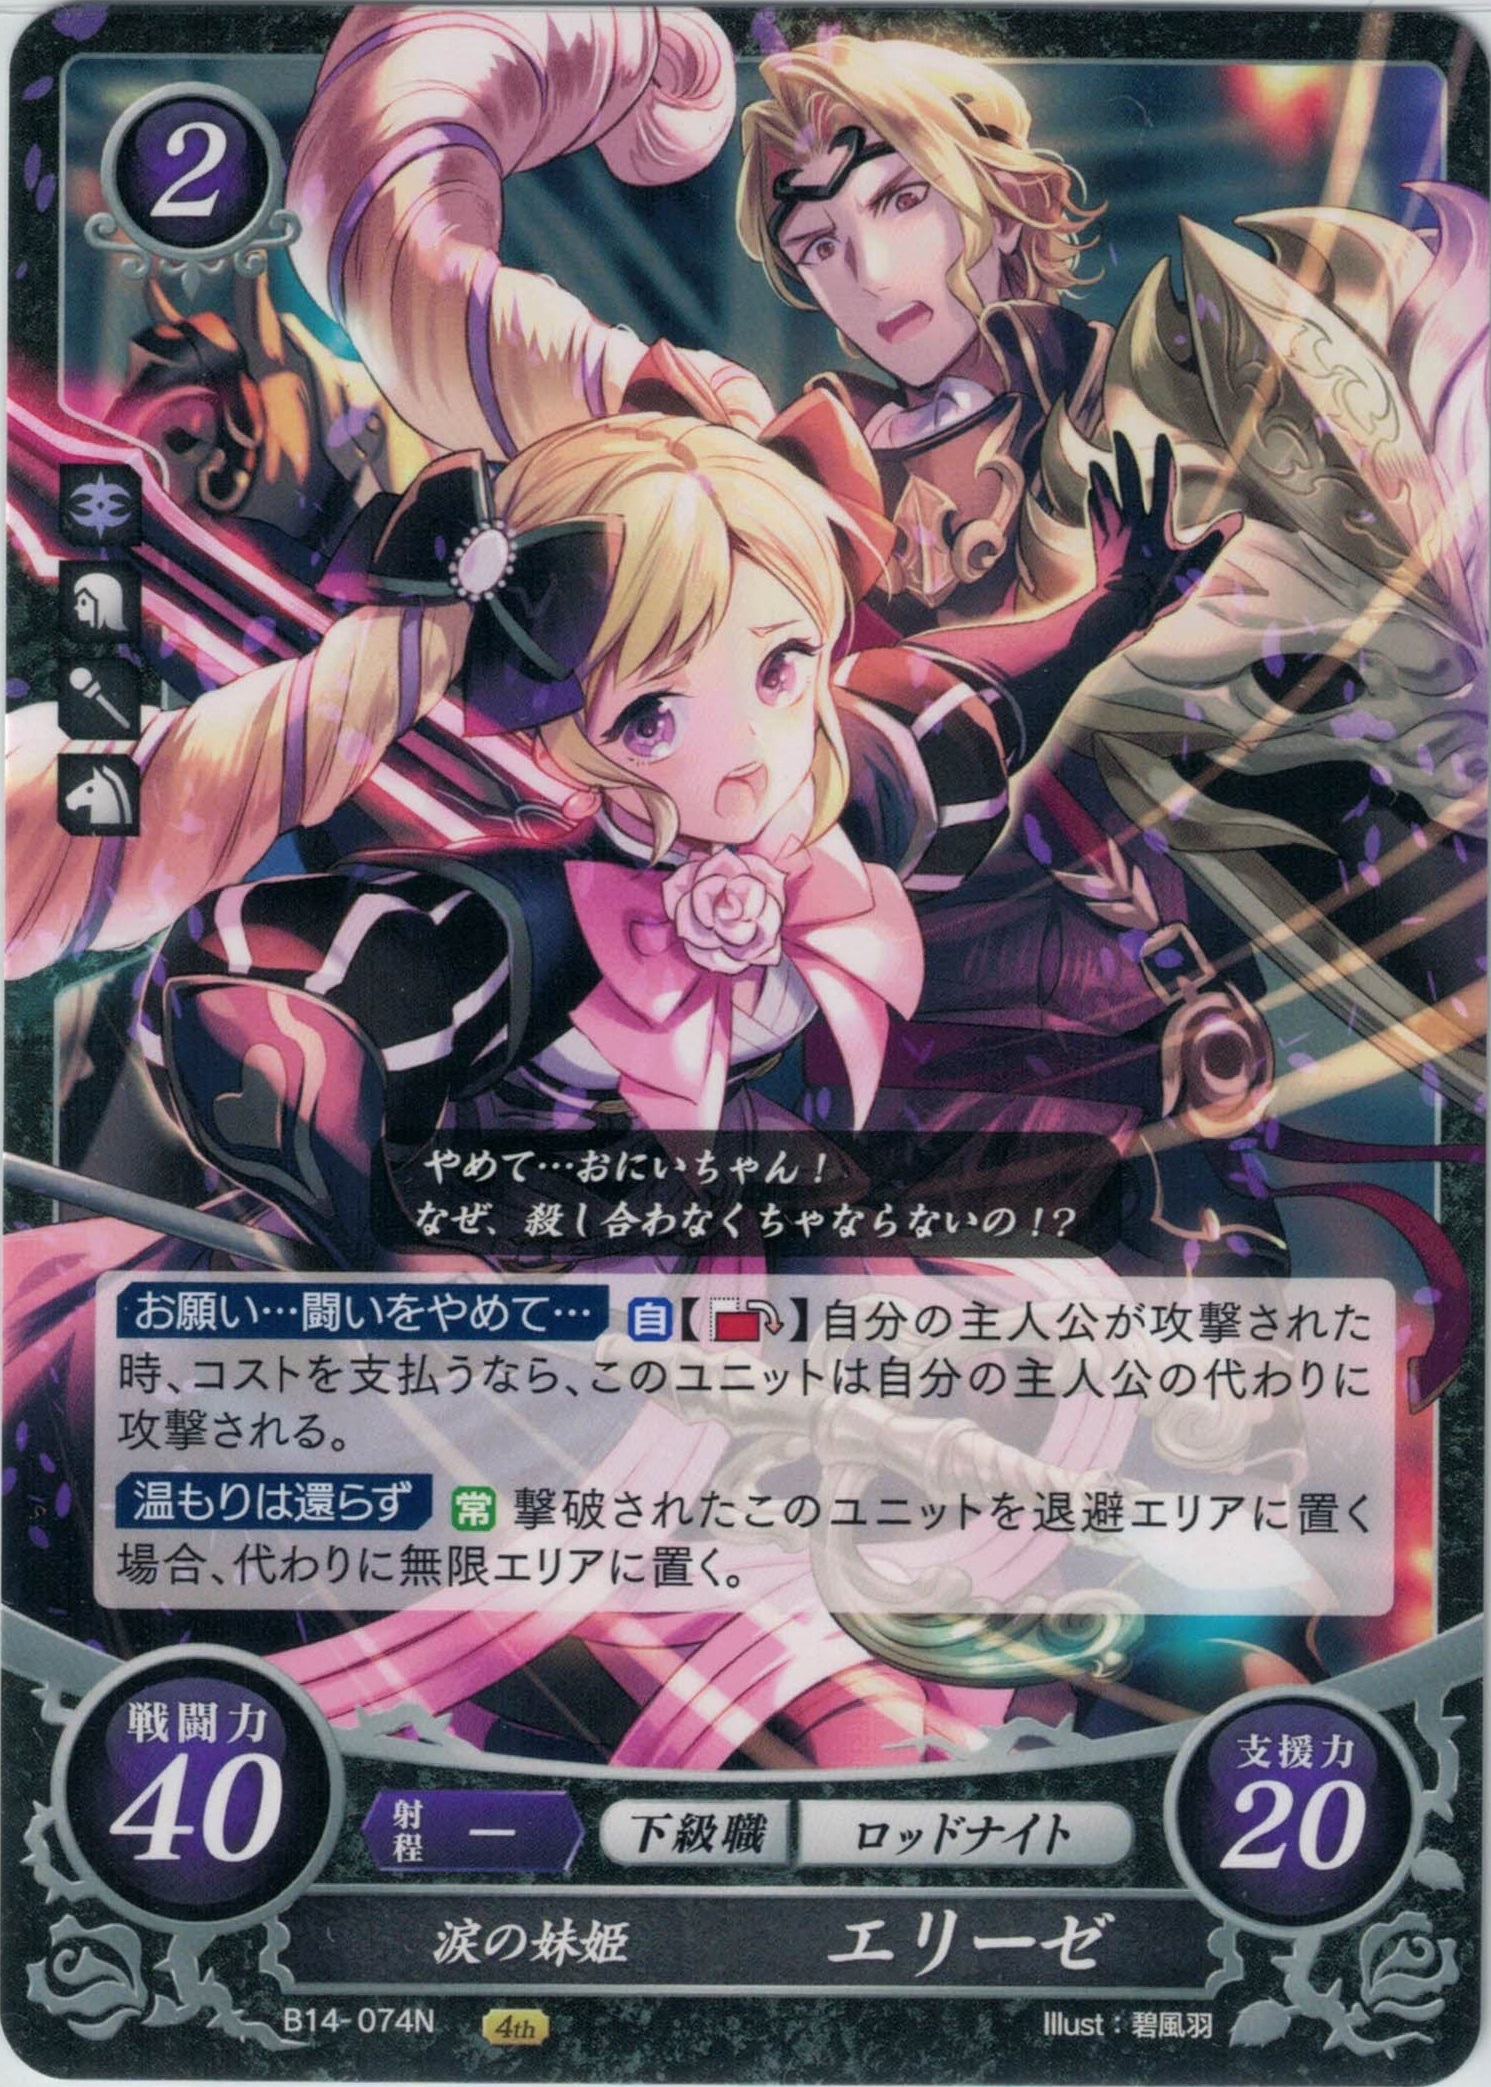 2
やめて…おにいちゃん！
なぜ、殺し合わなくちゃならないの！？
お願い…闘いをやめて… 自【 】自分の主人公が攻撃された
時、コストを支払うなら、このユニットは自分の主人公の代わりに
攻撃される。
温もりは還らず 常 撃破されたこのユニットを退避エリアに置く
場合、代わりに無限エリアに置く。
戦闘力
40
射程 －
下級職 ロッドナイト
支援力
20
涙の妹姫 エリーゼ
B14-074N 4th Illust：碧風羽